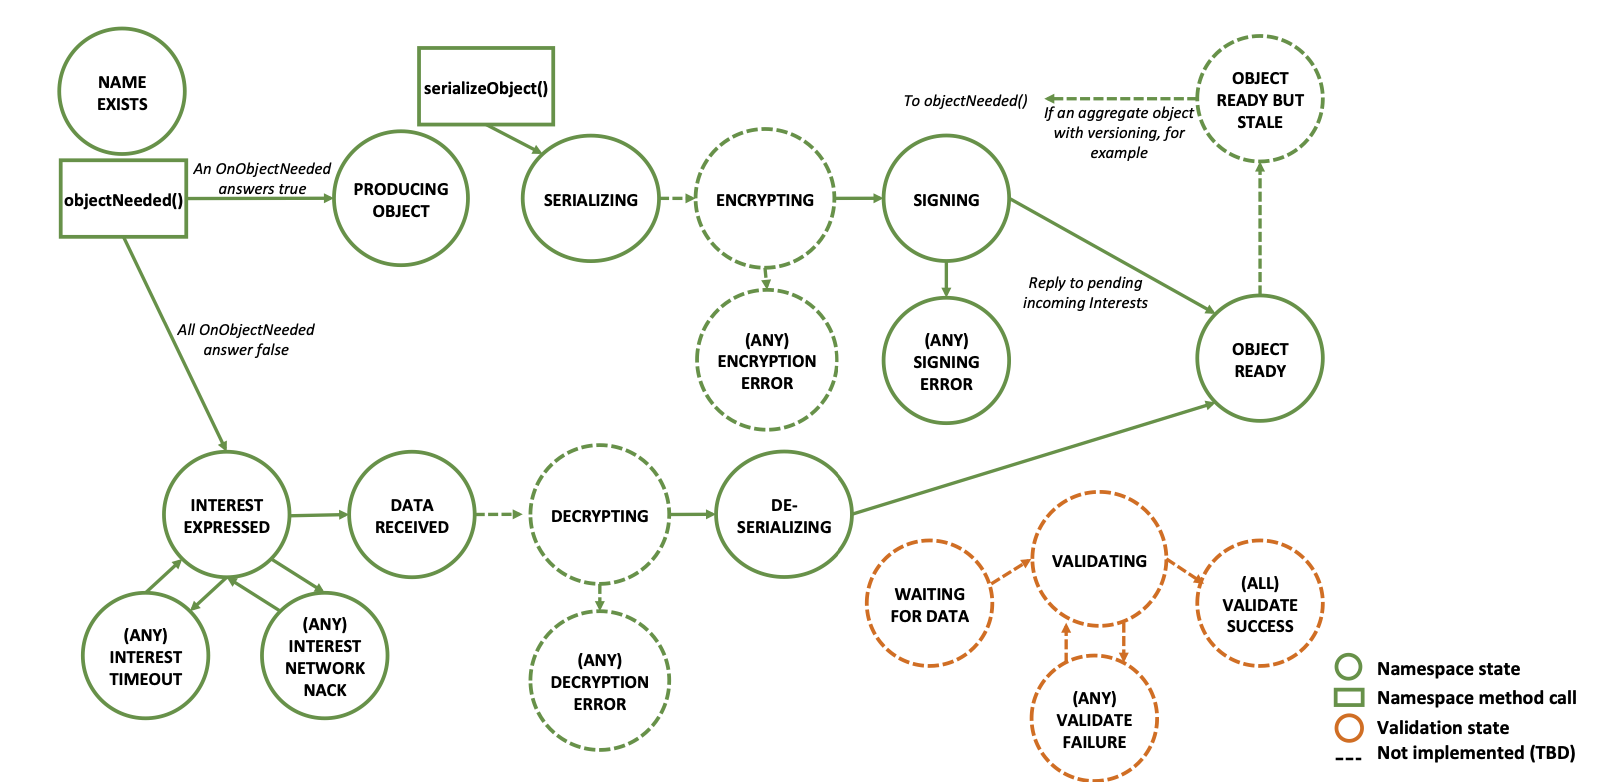 NAME
EXISTS
objectNeeded()
An OnObjectNeeded
answers true
PRODUCING
OBJECT
serializeObject()
SERIALIZING
ENCRYPTING
SIGNING
To objectNeeded()
If an aggregate object
with versioning, for
example
OBJECT
READY BUT
STALE
All OnObjectNeeded
answer false
(ANY)
ENCRYPTION
ERROR
(ANY)
SIGNING
ERROR
Reply to pending
incoming Interests
OBJECT
READY
INTEREST
EXPRESSED
DATA
RECEIVED
DECRYPTING
DE-
SERIALIZING
(ANY)
INTEREST
TIMEOUT
(ANY)
INTEREST
NETWORK
NACK
(ANY)
DECRYPTION
ERROR
WAITING
FOR DATA
VALIDATING
(ALL)
VALIDATE
SUCCESS
(ANY)
VALIDATE
FAILURE
Namespace state
Namespace method call
Validation state
Not implemented (TBD)